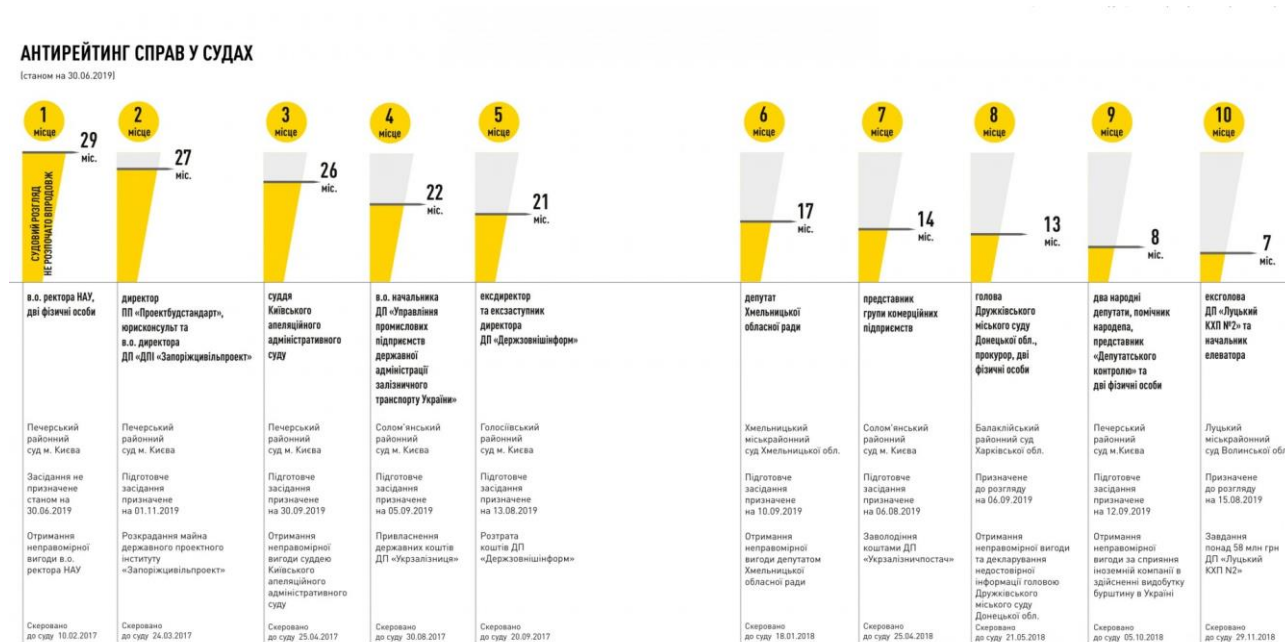 АНТИРЕЙТИНГ СПРАВ У СУДАХ
(станом на 30.06.2019)
1
місце
29
міс.
СУДОВИЙ РОЗГЛЯД
НЕ РОЗПОЧАТО ВПРОДОВЖ
в.о. ректора НАУ,
дві фізичні особи
Печерський
районний
суд м. Києва
Засідання не
призначене
станом на
30.06.2019
Отримання
неправомірної
вигоди в.о.
ректора НАУ
Скеровано
до суду 10.02.2017
2
місце
27
міс.
директор
ПП «Проектбудстандарт»,
юрисконсульт та
в.о. директора
ДП «ДПІ «Запоріжцивільпроект»
Печерський
районний
суд м. Києва
Підготовче
засідання
призначене
на 01.11.2019
Розкрадання майна
державного проектного
інституту
«Запоріжцивільпроект»
Скеровано
до суду 24.03.2017
3
місце
26
міс.
суддя
Київського
апеляційного
адміністративного
суду
Печерський
районний
суд м. Києва
Підготовче
засідання
призначене
на 30.09.2019
Отримання
неправомірної
вигоди суддею
Київського
апеляційного
адміністративного
суду
Скеровано
до суду 25.04.2017
4
місце
22
міс.
в.о. начальника
ДП «Управління
промислових
підприємств
державної
адміністрації
залізничного
транспорту України»
Солом'янський
районний
суд м. Києва
Підготовче
засідання
призначене
на 05.09.2019
Привласнення
державних коштів
ДП «Укрзалізниця»
Скеровано
до суду 30.08.2017
5
місце
21
міс.
ексдиректор
та ексзаступник
директора
ДП «Держзовнішінформ»
Голосіївський
районний
суд м. Києва
Підготовче
засідання
призначене
на 13.08.2019
Розтрата
коштів ДП
«Держзовнішінформ»
Скеровано
до суду 20.09.2017
6
місце
17
міс.
депутат
Хмельницької
обласної ради
Хмельницький
міськрайонний
суд Хмельницької обл.
Підготовче
засідання
призначене
на 10.09.2019
Отримання
неправомірної
вигоди депутатом
Хмельницької
обласної ради
Скеровано
до суду 18.01.2018
7
місце
14
міс.
представник
групи комерційних
підприємств
Солом'янський
районний
суд м. Києва
Підготовче
засідання
призначене
на 06.08.2019
Заволодіння
коштами ДП
«Укрзалізничпостач»
Скеровано
до суду 25.04.2018
8
місце
13
міс.
голова
Дружківського
міського суду
Донецької обл.,
прокурор, дві
фізичні особи
Балаклійський
районний суд
Харківської обл.
Призначено
до розгляду
на 06.09.2019
Отримання
неправомірної вигоди
та декларування
недостовірної
інформації головою
Дружківського
міського суду
Донецької обл.
Скеровано
до суду 21.05.2018
9
місце
8
міс.
два народні
депутати, помічник
нардепа,
представник
«Депутатського
контролю» та
дві фізичні особи
Печерський
районний
суд м.Києва
Підготовче
засідання
призначене
на 12.09.2019
Отримання
неправомірної
вигоди за сприяння
іноземній компанії в
здійсненні видобутку
бурштину в Україні
Скеровано
до суду 05.10.2018
10
місце
7
міс.
ексголова
ДП «Луцький
КХП №2» та
начальник
елеватора
Луцький
міськрайонний
суд Волинської обл
Призначено
до розгляду
на 15.08.2019
Завдання
понад 58 млн грн
ДП «Луцький
КХП N2»
Скеровано
до суду 29.11.2018